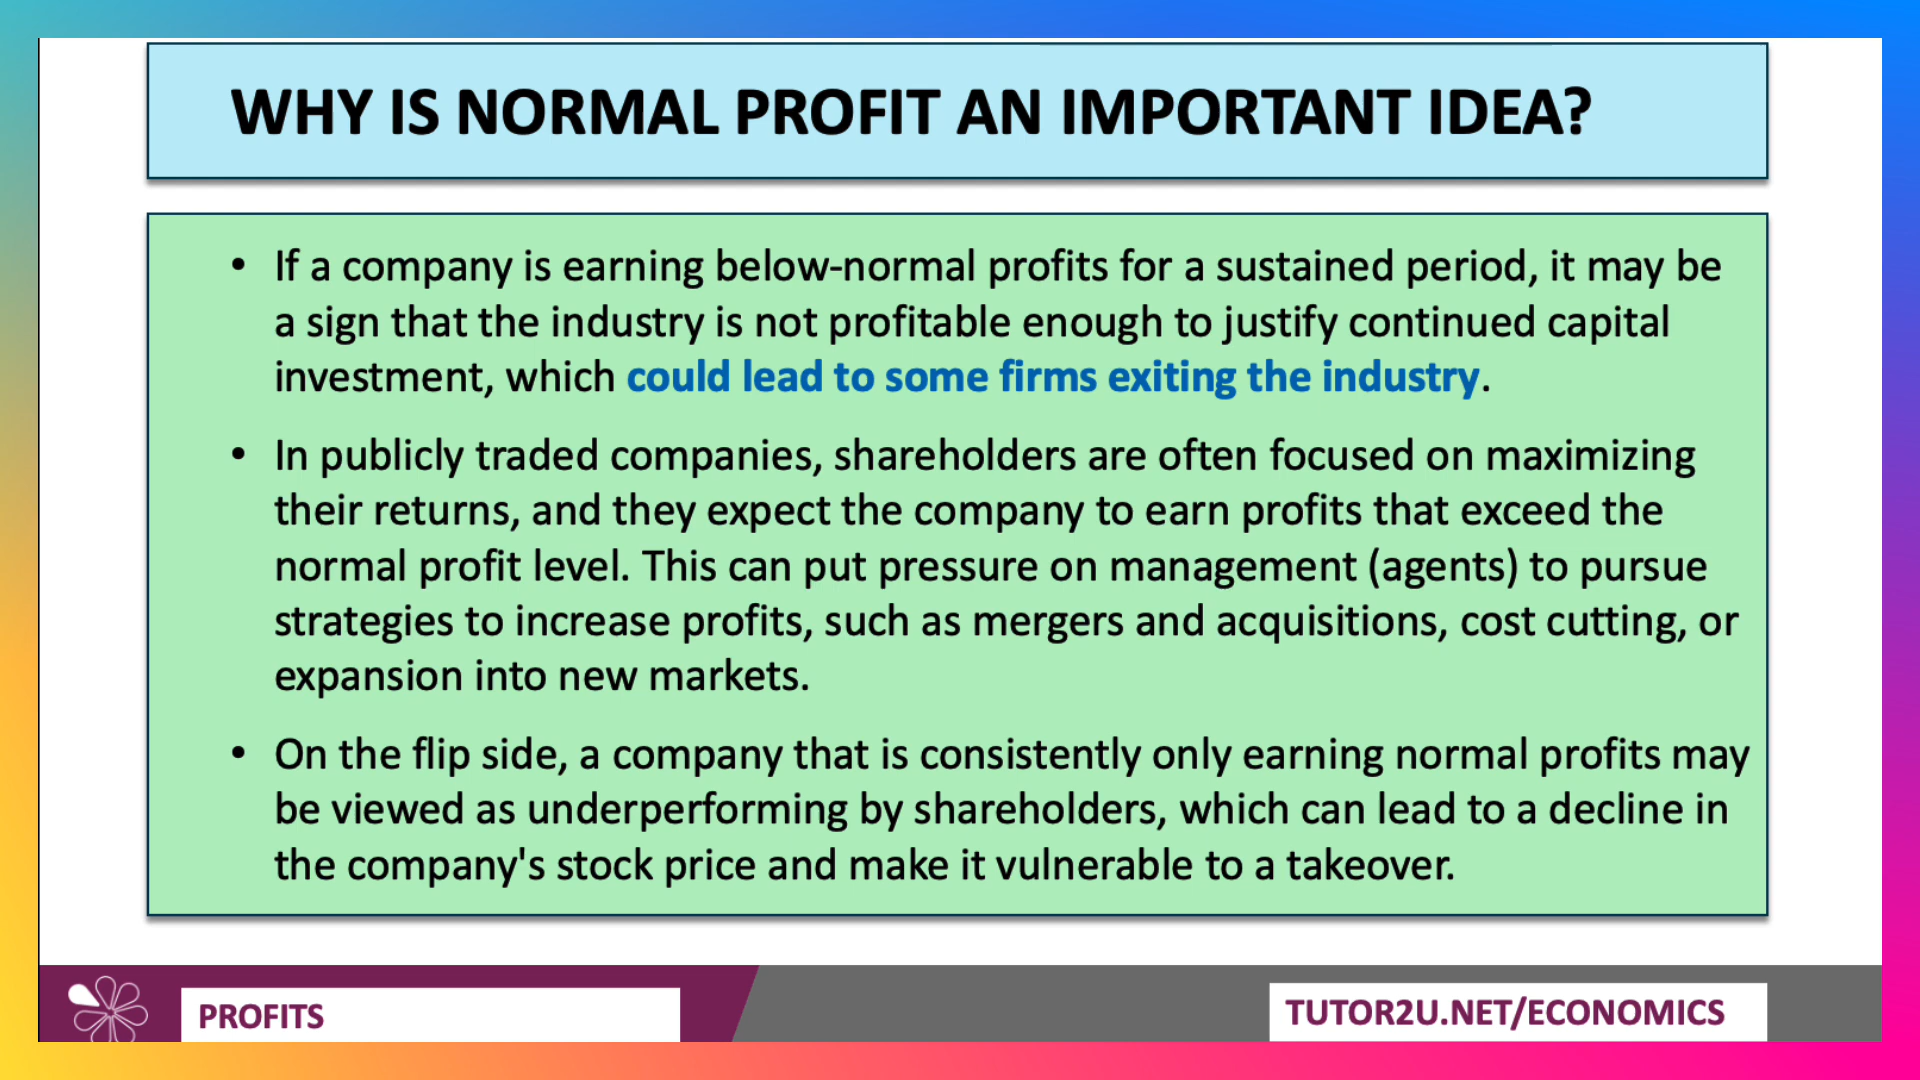 WHY IS NORMAL PROFIT AN IMPORTANT IDEA?
• If a company is earning below-normal profits for a sustained period, it may be
a sign that the industry is not profitable enough to justify continued capital
investment, which could lead to some firms exiting the industry.
• In publicly traded companies, shareholders are often focused on maximizing
their returns, and they expect the company to earn profits that exceed the
normal profit level. This can put pressure on management (agents) to pursue
strategies to increase profits, such as mergers and acquisitions, cost cutting, or
expansion into new markets.
• On the flip side, a company that is consistently only earning normal profits may
be viewed as underperforming by shareholders, which can lead to a decline in
the company's stock price and make it vulnerable to a takeover.
PROFITS
TUTOR2U.NET/ECONOMICS